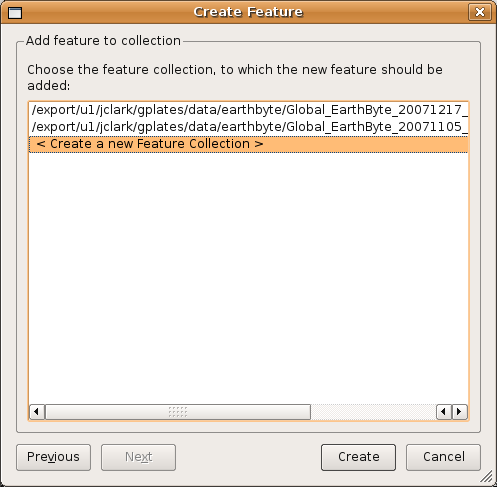 Create Feature
Add feature to collection
Choose the feature collection, to which the new feature should be
added:
/export/u1/jclark/gplates/data/earthbyte/Global_EarthByte_20071217_
/export/u1/jclark/gplates/data/earthbyte/Global_EarthByte_20071105_
< Create a new Feature Collection >
Previous Next Create Cancel